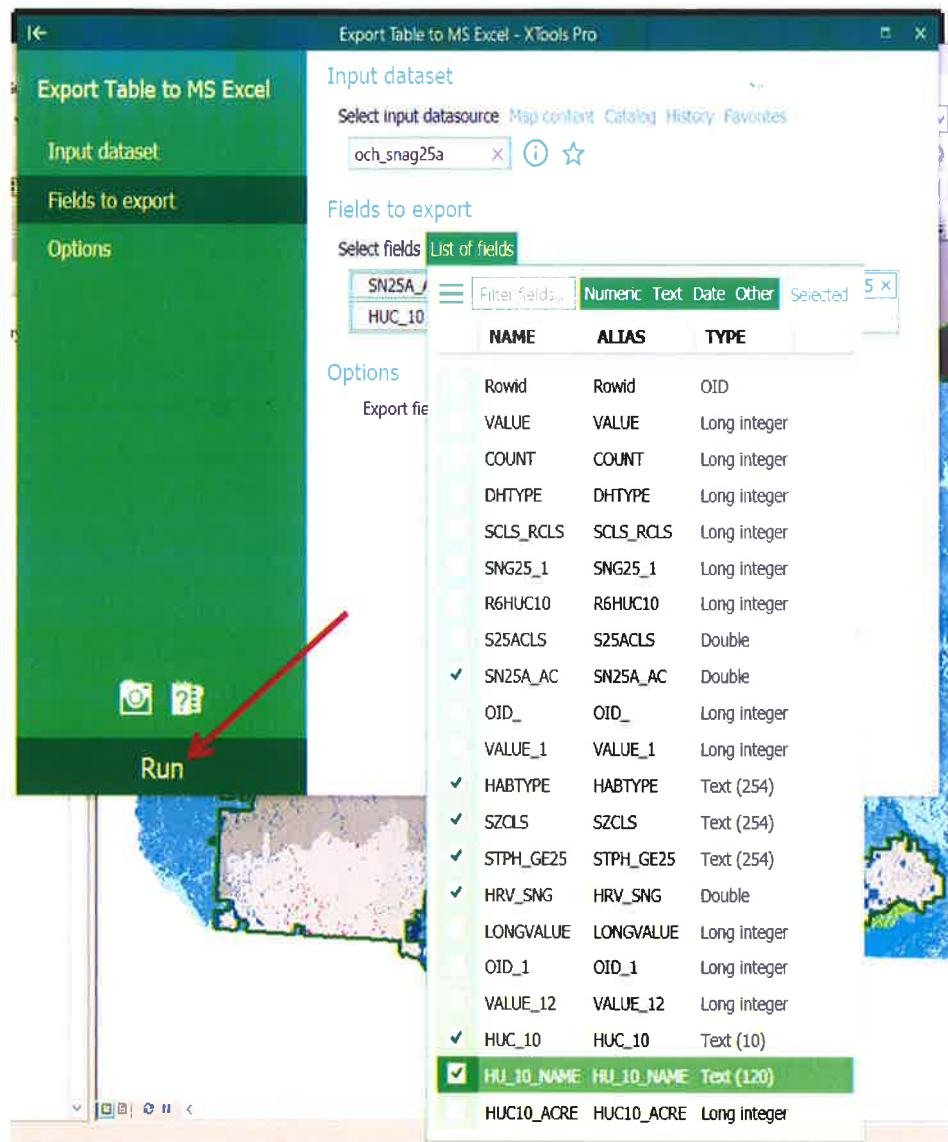 Export Table to MS Excel - XTools Pro
Export Table to MS Excel
Input dataset
Fields to export
Options
Run
Input dataset
Select input datasource Map content Catalog History Favorites
och_snag25a
Fields to export
Select fields List of fields
SN25A_A
HUC_10
5
Options
Export fie
Filter fields... Numeric Text Date Other Selected
NAME ALIAS TYPE
Rowid Rowid OID
VALUE VALUE Long integer
COUNT COUNT Long integer
DHTYPE DHTYPE Long integer
SCLS_RCLS SCLS_RCLS Long integer
SNG25_1 SNG25_1 Long integer
R6HUC10 R6HUC10 Long integer
S25ACLS S25ACLS Double
SN25A_AC SN25A_AC Double
OID_ OID_ Long integer
VALUE_1 VALUE_1 Long integer
HABTYPE HABTYPE Text (254)
SZCLS SZCLS Text (254)
STPH_GE25 STPH_GE25 Text (254)
HRV_SNG HRV_SNG Double
LONGVALUE LONGVALUE Long integer
OID_1 OID_1 Long integer
VALUE_12 VALUE_12 Long integer
HUC_10 HUC_10 Text (10)
HU_10_NAME HU_10_NAME Text (120)
HUC10_ACRE HUC10_ACRE Long integer